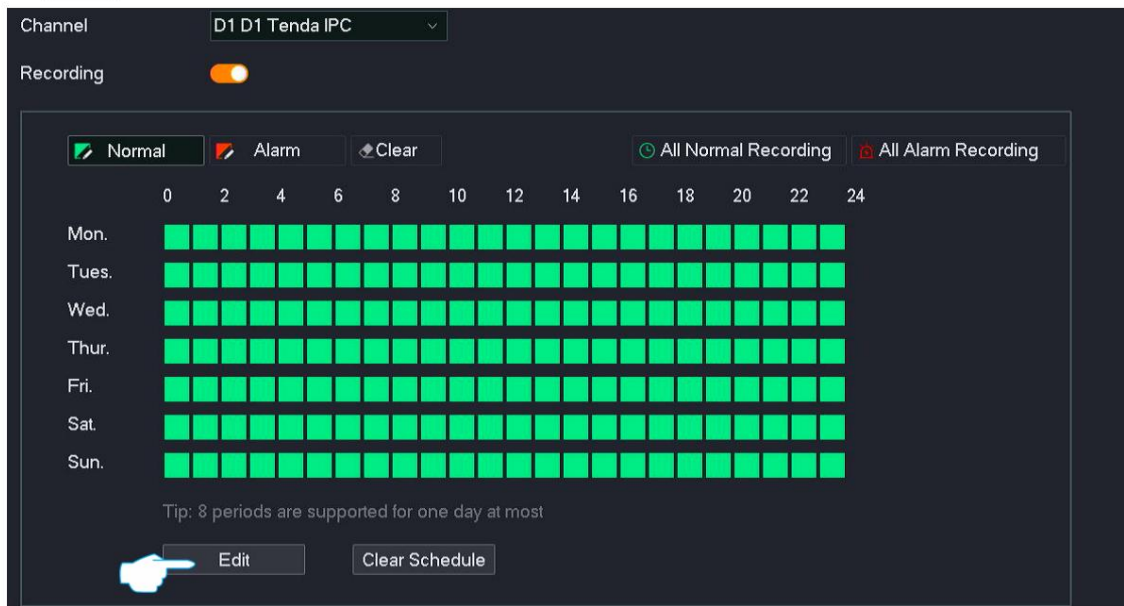 Channel D1 D1 Tenda IPC
Recording
Normal Alarm Clear All Normal Recording All Alarm Recording
0 2 4 6 8 10 12 14 16 18 20 22 24
Mon.
Tues.
Wed.
Thur.
Fri.
Sat.
Sun.
Tip: 8 periods are supported for one day at most
Edit Clear Schedule